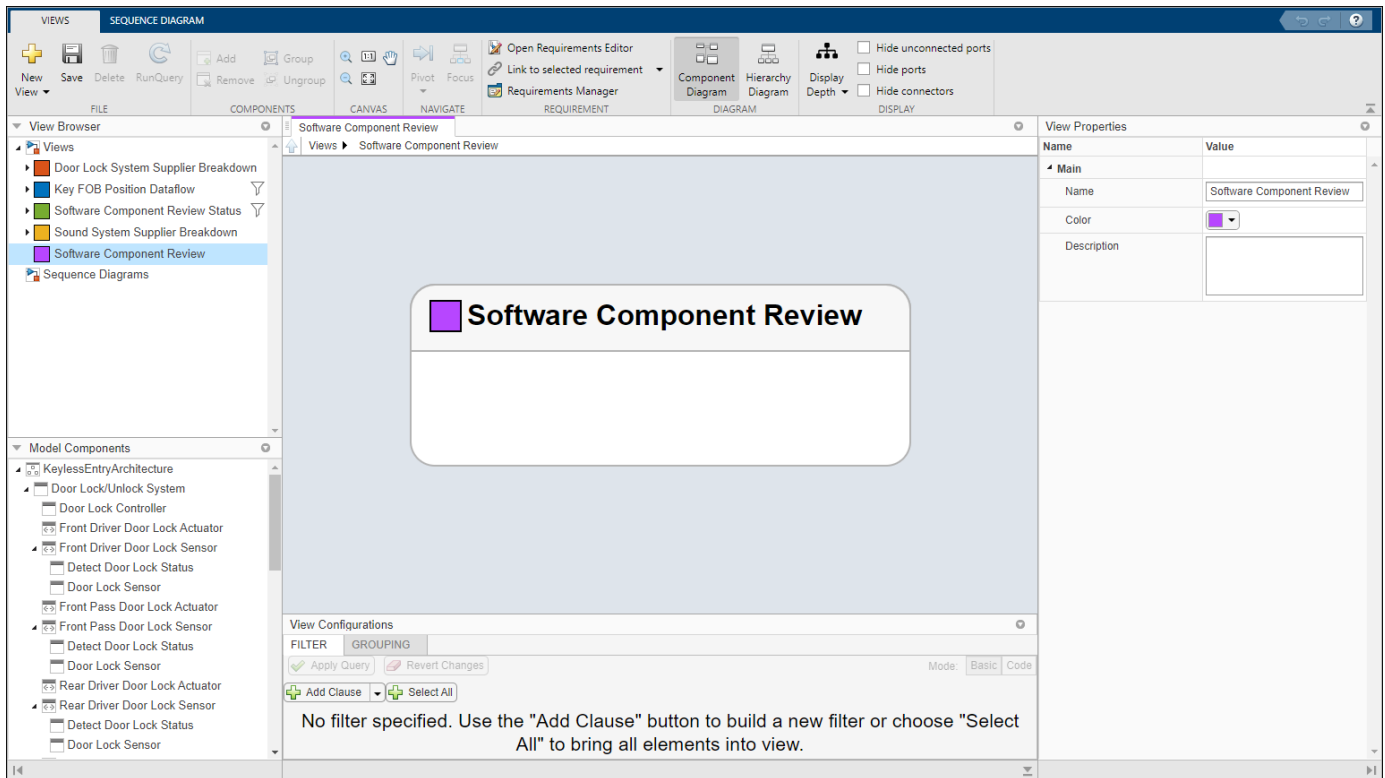 VIEWS SEQUENCE DIAGRAM
New View
Save
Delete
RunQuery
FILE
Add
Remove
Group
Ungroup
COMPONENTS
1:1
CANVAS
Pivot
Focus
NAVIGATE
Open Requirements Editor
Link to selected requirement
Requirements Manager
REQUIREMENT
Component Diagram
Hierarchy Diagram
DIAGRAM
Display Depth
Hide unconnected ports
Hide ports
Hide connectors
DISPLAY
?
View Browser
Views
Door Lock System Supplier Breakdown
Key FOB Position Dataflow
Software Component Review Status
Sound System Supplier Breakdown
Software Component Review
Sequence Diagrams
Model Components
KeylessEntryArchitecture
Door Lock/Unlock System
Door Lock Controller
Front Driver Door Lock Actuator
Front Driver Door Lock Sensor
Detect Door Lock Status
Door Lock Sensor
Front Pass Door Lock Actuator
Front Pass Door Lock Sensor
Detect Door Lock Status
Door Lock Sensor
Rear Driver Door Lock Actuator
Rear Driver Door Lock Sensor
Detect Door Lock Status
Door Lock Sensor
Software Component Review
Views Software Component Review
Software Component Review
View Configurations
FILTER GROUPING
Apply Query Revert Changes Mode: Basic Code
Add Clause Select All
No filter specified. Use the "Add Clause" button to build a new filter or choose "Select
All" to bring all elements into view.
View Properties
Name Value
Main
Name Software Component Review
Color
Description